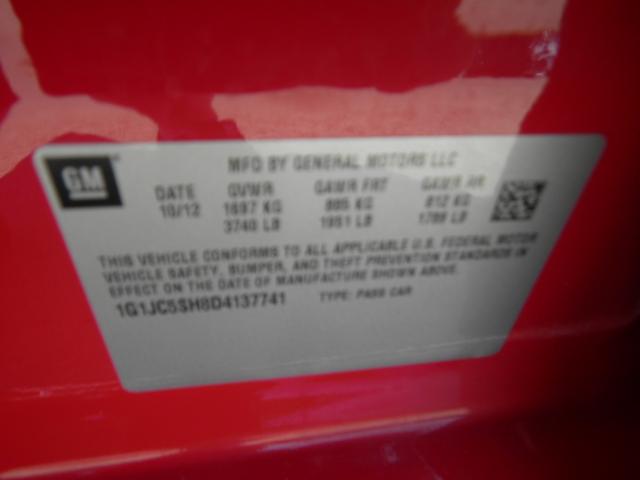 GM
MFD BY GENERAL MOTORS LLC
DATE GVWR GAWR FRT GAWR RR
10/12 1697 KG 885 KG 812 KG
3740 LB 1951 LB 1789 LB
THIS VEHICLE CONFORMS TO ALL APPLICABLE U.S. FEDERAL MOTOR
VEHICLE SAFETY, BUMPER, AND THEFT PREVENTION STANDARDS IN
EFFECT ON THE DATE OF MANUFACTURE SHOWN ABOVE.
1G1JC5SH8D4137741 TYPE: PASS CAR